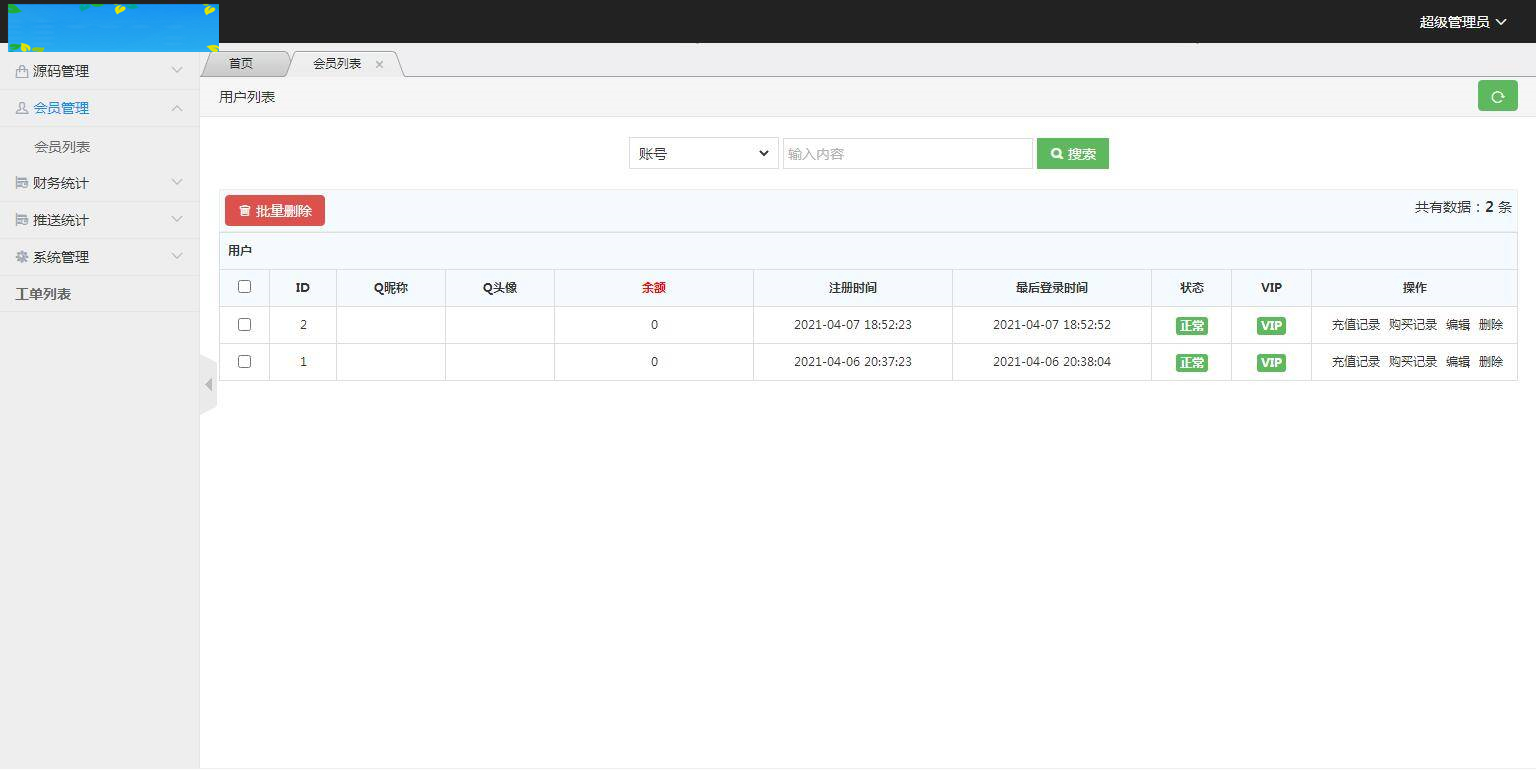 超级管理员
源码管理
会员管理
会员列表
财务统计
推送统计
系统管理
工单列表
首页 会员列表
用户列表
账号 输入内容 搜索
批量删除 共有数据：2 条
用户
ID Q昵称 Q头像 余额 注册时间 最后登录时间 状态 VIP 操作
2 0 2021-04-07 18:52:23 2021-04-07 18:52:52 正常 VIP 充值记录 购买记录 编辑 删除
1 0 2021-04-06 20:37:23 2021-04-06 20:38:04 正常 VIP 充值记录 购买记录 编辑 删除